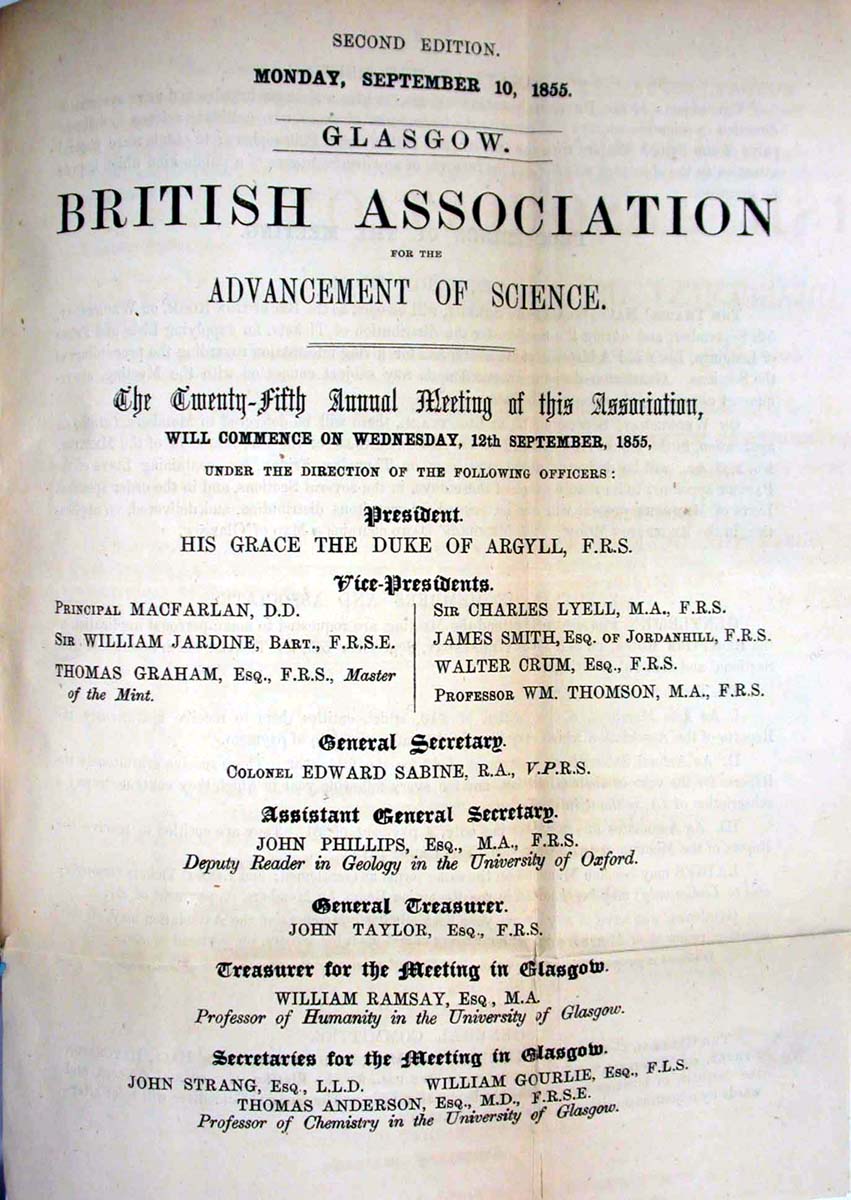 SECOND EDITION.
MONDAY, SEPTEMBER 10, 1855.
GLASGOW.
BRITISH ASSOCIATION
FOR THE
ADVANCEMENT OF SCIENCE.
The Twenty-Fifth Annual Meeting of this Association,
WILL COMMENCE ON WEDNESDAY, 12th SEPTEMBER, 1855,
UNDER THE DIRECTION OF THE FOLLOWING OFFICERS:
President.
HIS GRACE THE DUKE OF ARGYLL, F.R.S.
Vice-Presidents.
PRINCIPAL MACFARLAN, D.D.
SIR WILLIAM JARDINE, BART., F.R.S.E.
THOMAS GRAHAM, ESQ., F.R.S., Master
of the Mint.
SIR CHARLES LYELL, M.A., F.R.S.
JAMES SMITH, ESQ. OF JORDANHILL, F.R.S.
WALTER CRUM, ESQ., F.R.S.
PROFESSOR WM. THOMSON, M.A., F.R.S.
General Secretary.
COLONEL EDWARD SABINE, R.A., V.P.R.S.
Assistant General Secretary.
JOHN PHILLIPS, ESQ., M.A., F.R.S.
Deputy Reader in Geology in the University of Oxford.
General Treasurer.
JOHN TAYLOR, ESQ., F.R.S.
Treasurer for the Meeting in Glasgow.
WILLIAM RAMSAY, ESQ, M.A.
Professor of Humanity in the University of Glasgow.
Secretaries for the Meeting in Glasgow.
JOHN STRANG, ESQ., L.L.D. WILLIAM GOURLIE, ESQ., F.L.S.
THOMAS ANDERSON, ESQ., M.D., F.R.S.E.
Professor of Chemistry in the University of Glasgow.